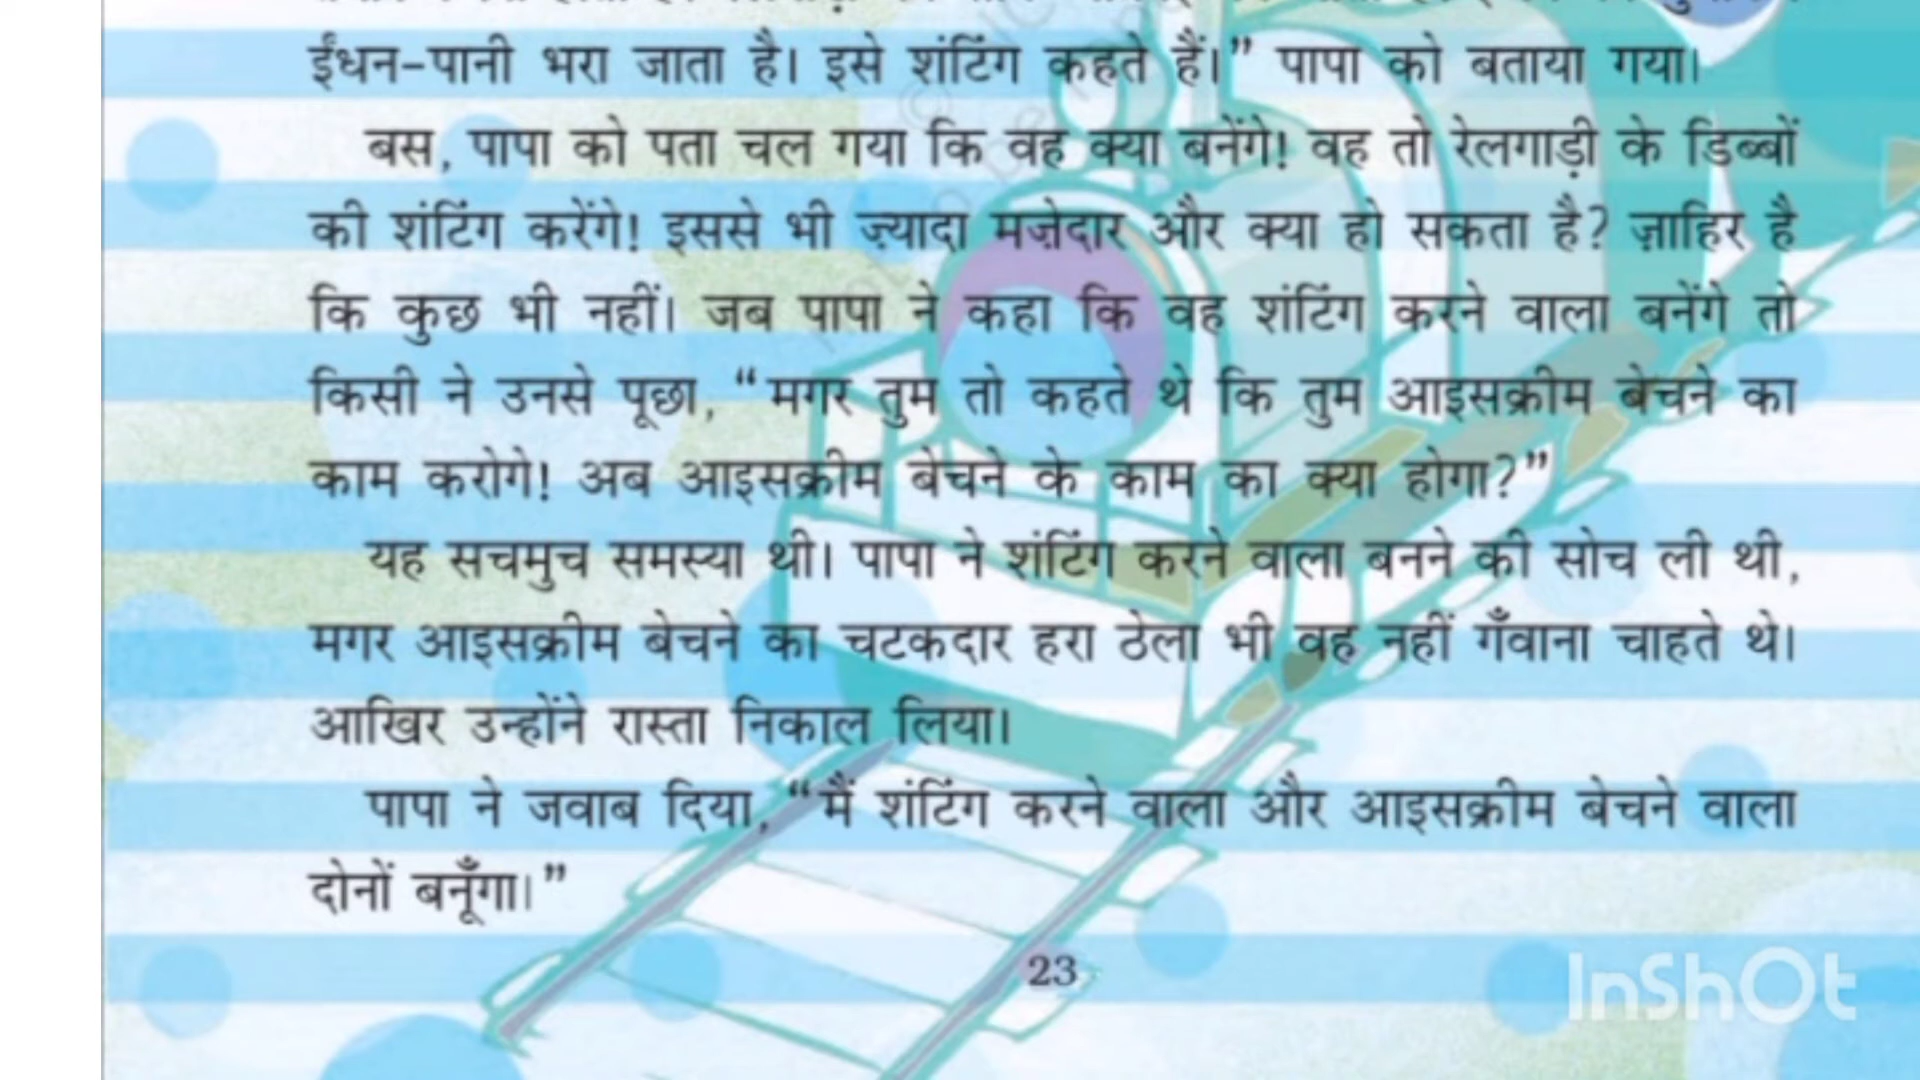 ईंधन-पानी भरा जाता है। इसे शंटिंग कहते हैं।” पापा को बताया गया।
बस, पापा को पता चल गया कि वह क्या बनेंगे! वह तो रेलगाड़ी के डिब्बों
की शंटिंग करेंगे! इससे भी ज़्यादा मज़ेदार और क्या हो सकता है? ज़ाहिर है
कि कुछ भी नहीं। जब पापा ने कहा कि वह शंटिंग करने वाला बनेंगे तो
किसी ने उनसे पूछा, “मगर तुम तो कहते थे कि तुम आइसक्रीम बेचने का
काम करोगे! अब आइसक्रीम बेचने के काम का क्या होगा?”
यह सचमुच समस्या थी। पापा ने शंटिंग करने वाला बनने की सोच ली थी,
मगर आइसक्रीम बेचने का चटकदार हरा ठेला भी वह नहीं गँवाना चाहते थे।
आखिर उन्होंने रास्ता निकाल लिया।
पापा ने जवाब दिया, “मैं शंटिंग करने वाला और आइसक्रीम बेचने वाला
दोनों बनूँगा।”
23
InShOt